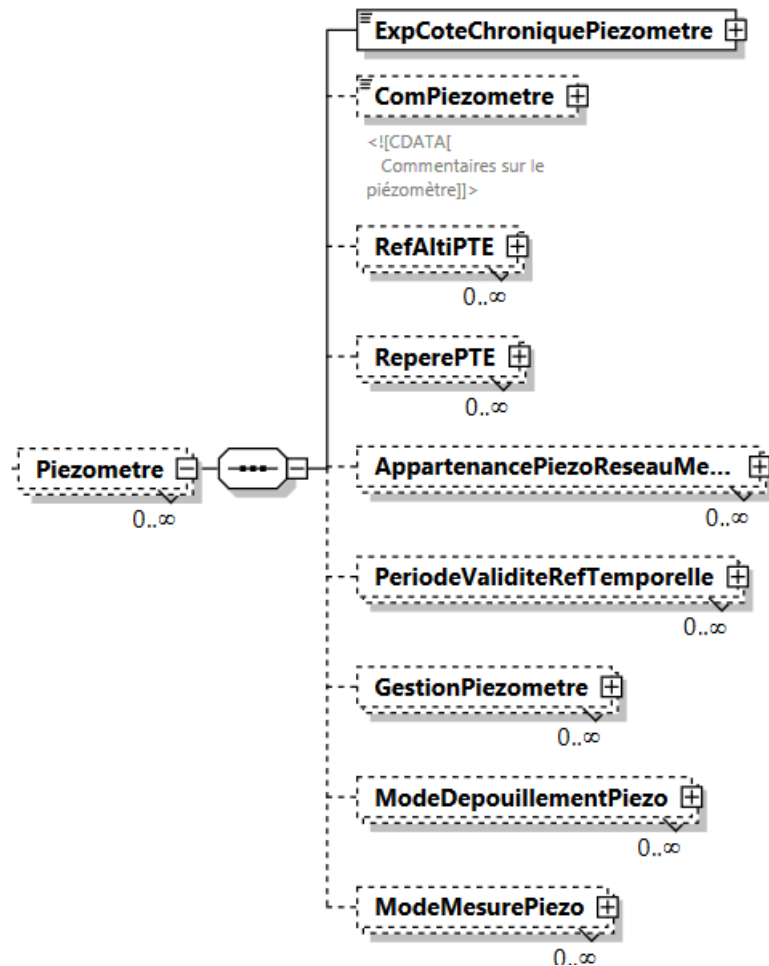 ExpCoteChroniquePiezometre
ComPiezometre
<![CDATA[
Commentaires sur le
piézomètre]]>
RefAltiPTE
0..∞
ReperePTE
0..∞
Piezometre
0..∞
AppartenancePiezoReseauMe...
0..∞
PeriodeValiditeRefTemporelle
0..∞
GestionPiezometre
0..∞
ModeDepouillementPiezo
0..∞
ModeMesurePiezo
0..∞